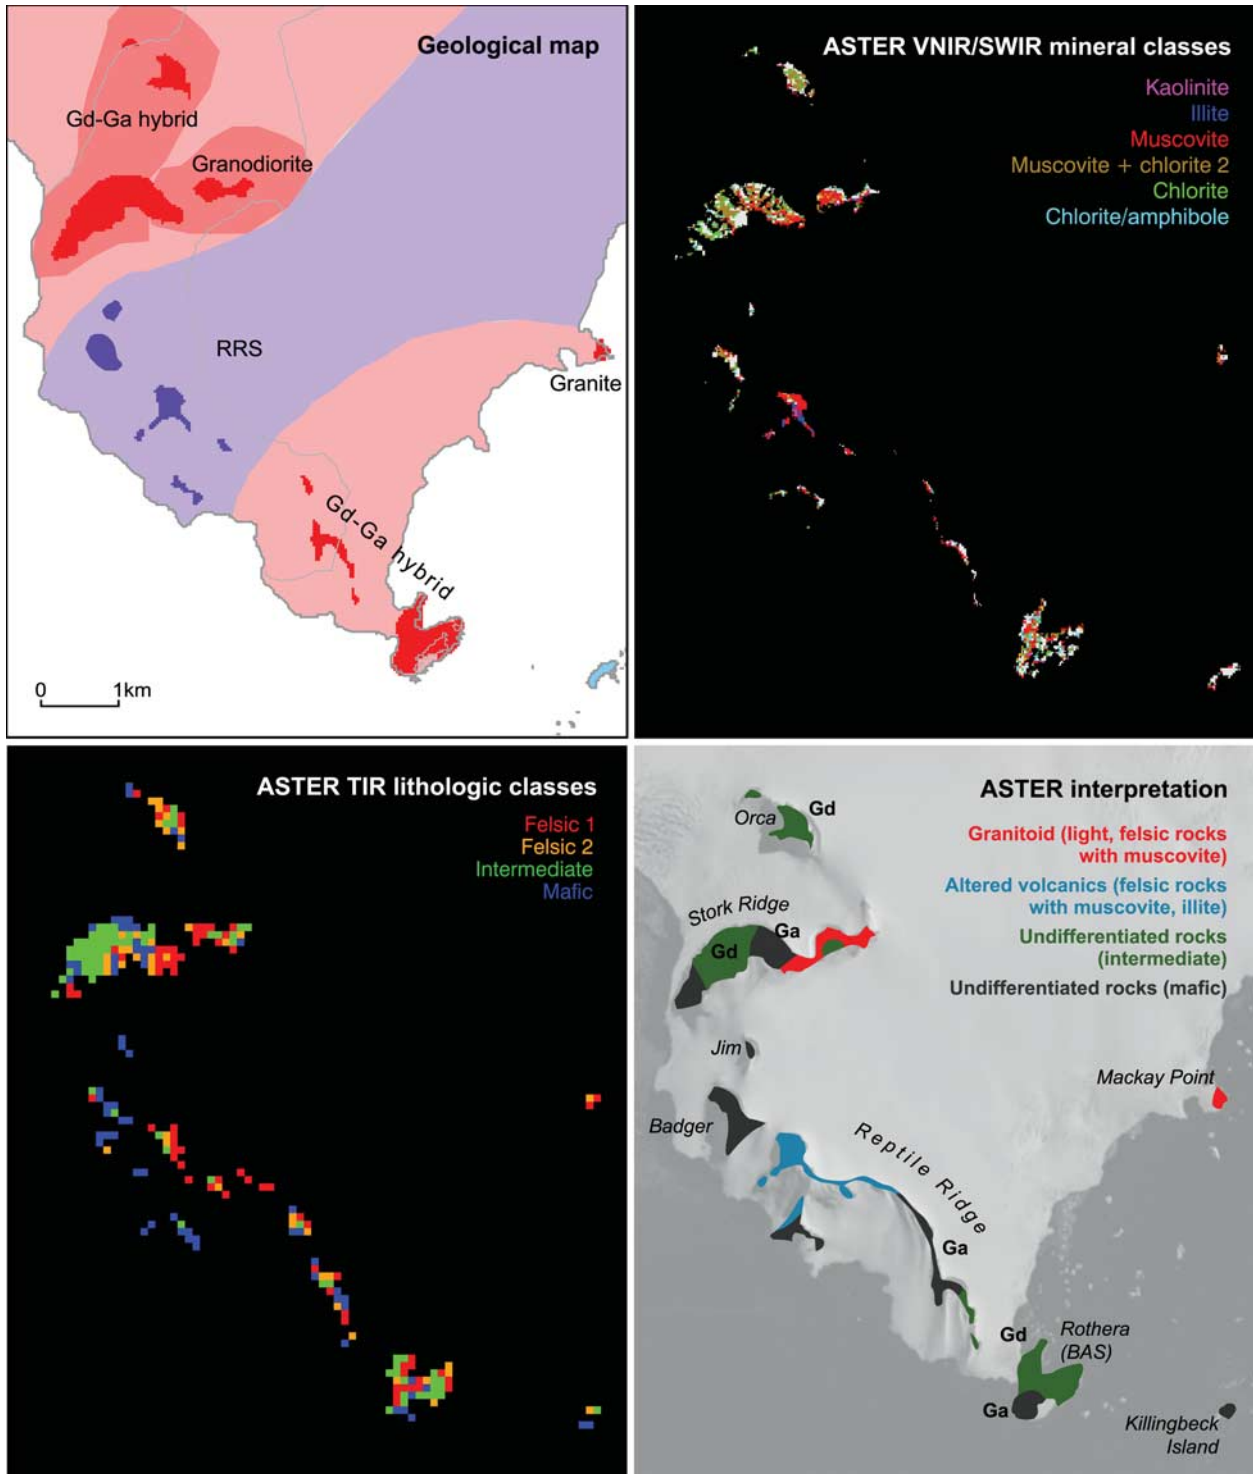 Geological map
Gd-Ga hybrid
Granodiorite
RRS
Granite
Gd-Ga hybrid
0 1km
ASTER VNIR/SWIR mineral classes
Kaolinite
Illite
Muscovite
Muscovite + chlorite 2
Chlorite
Chlorite/amphibole
ASTER TIR lithologic classes
Felsic 1
Felsic 2
Intermediate
Mafic
ASTER interpretation
Granitoid (light, felsic rocks
with muscovite)
Altered volcanics (felsic rocks
with muscovite, illite)
Undifferentiated rocks
(intermediate)
Undifferentiated rocks (mafic)
Orca
Gd
Stork Ridge
Ga
Gd
Jim
Mackay Point
Badger
Reptile Ridge
Ga
Gd
Rothera
(BAS)
Ga
Killingbeck
Island